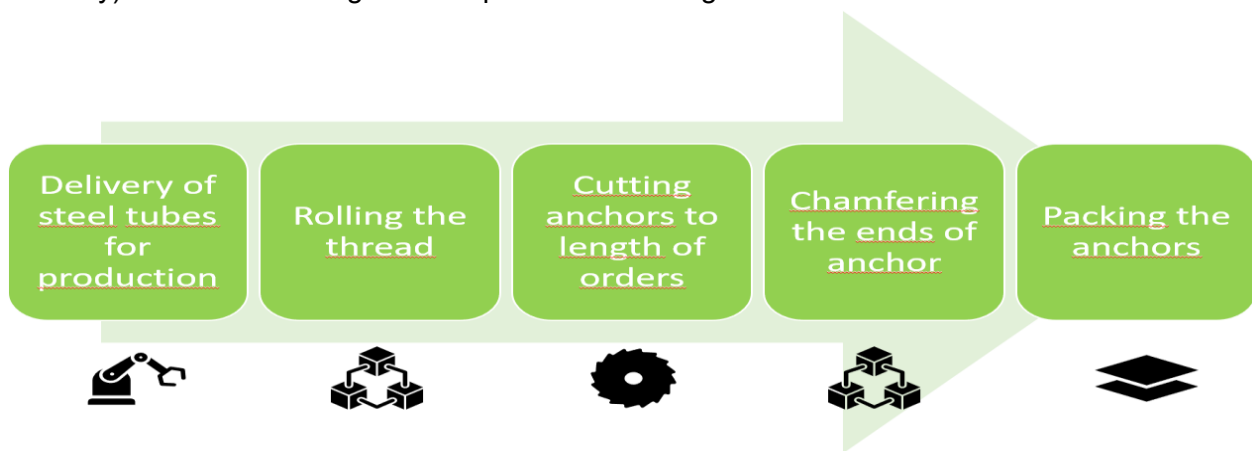 Delivery of
steel tubes
for
production
Rolling the
thread
Cutting
anchors to
length of
orders
Chamfering
the ends of
anchor
Packing the
anchors